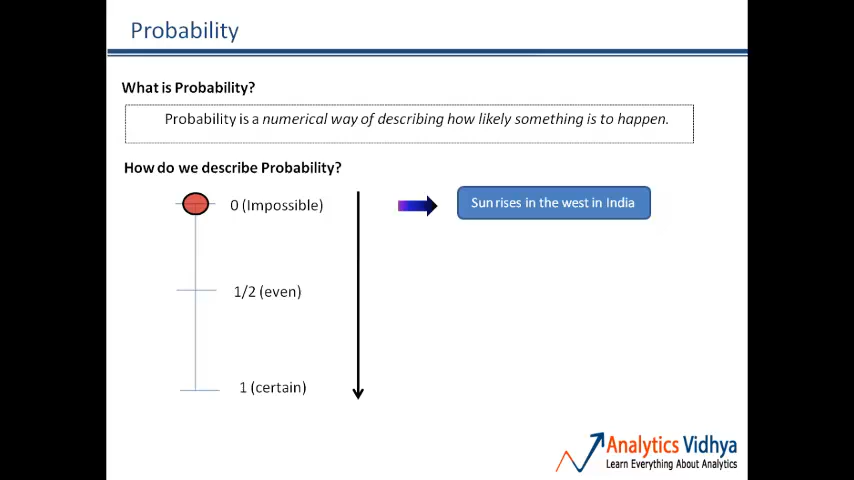 Probability
What is Probability?
Probability is a numerical way of describing how likely something is to happen.
How do we describe Probability?
0 (Impossible)
Sun rises in the west in India
1/2 (even)
1 (certain)
Analytics Vidhya
Learn Everything About Analytics